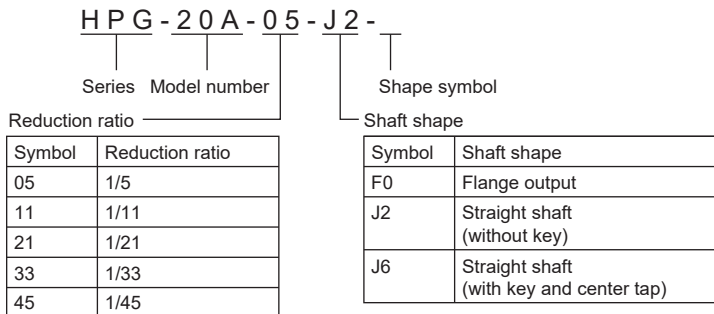 HPG-20A-05-J2-
Series Model number Shape symbol
Reduction ratio
Symbol Reduction ratio
05 1/5
11 1/11
21 1/21
33 1/33
45 1/45
Shaft shape
Symbol Shaft shape
F0 Flange output
J2 Straight shaft
(without key)
J6 Straight shaft
(with key and center tap)